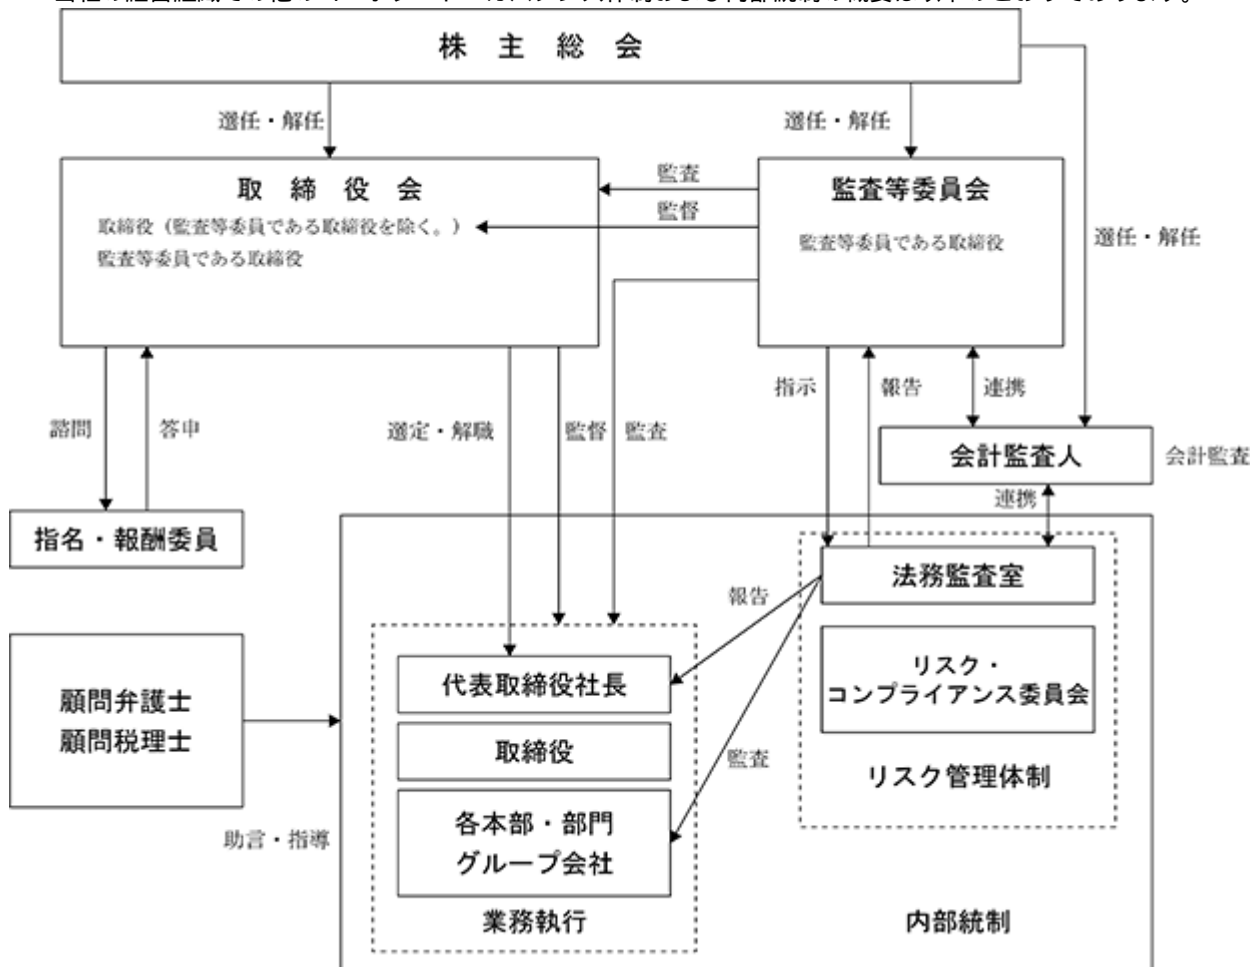 株主総会
選任・解任
選任・解任
取締役会
取締役（監査等委員である取締役を除く。）
監査等委員である取締役
監査
監督
監査等委員会
監査等委員である取締役
選任・解任
諮問
答申
選定・解職
監督
監査
指示
報告
連携
会計監査人
会計監査
連携
指名・報酬委員
法務監査室
報告
リスク・
コンプライアンス委員会
リスク管理体制
顧問弁護士
顧問税理士
助言・指導
代表取締役社長
取締役
監査
各本部・部門
グループ会社
業務執行
内部統制